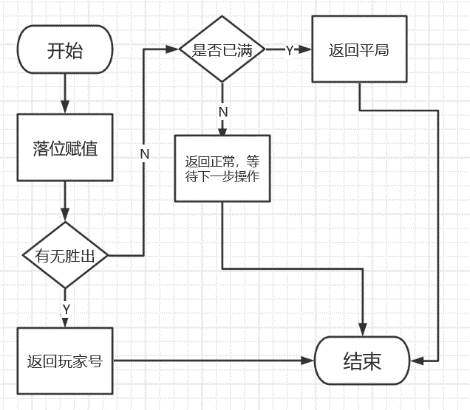 开始
落位赋值
有无胜出
Y
返回玩家号
N
是否已满
Y
返回平局
N
返回正常，等
待下一步操作
结束